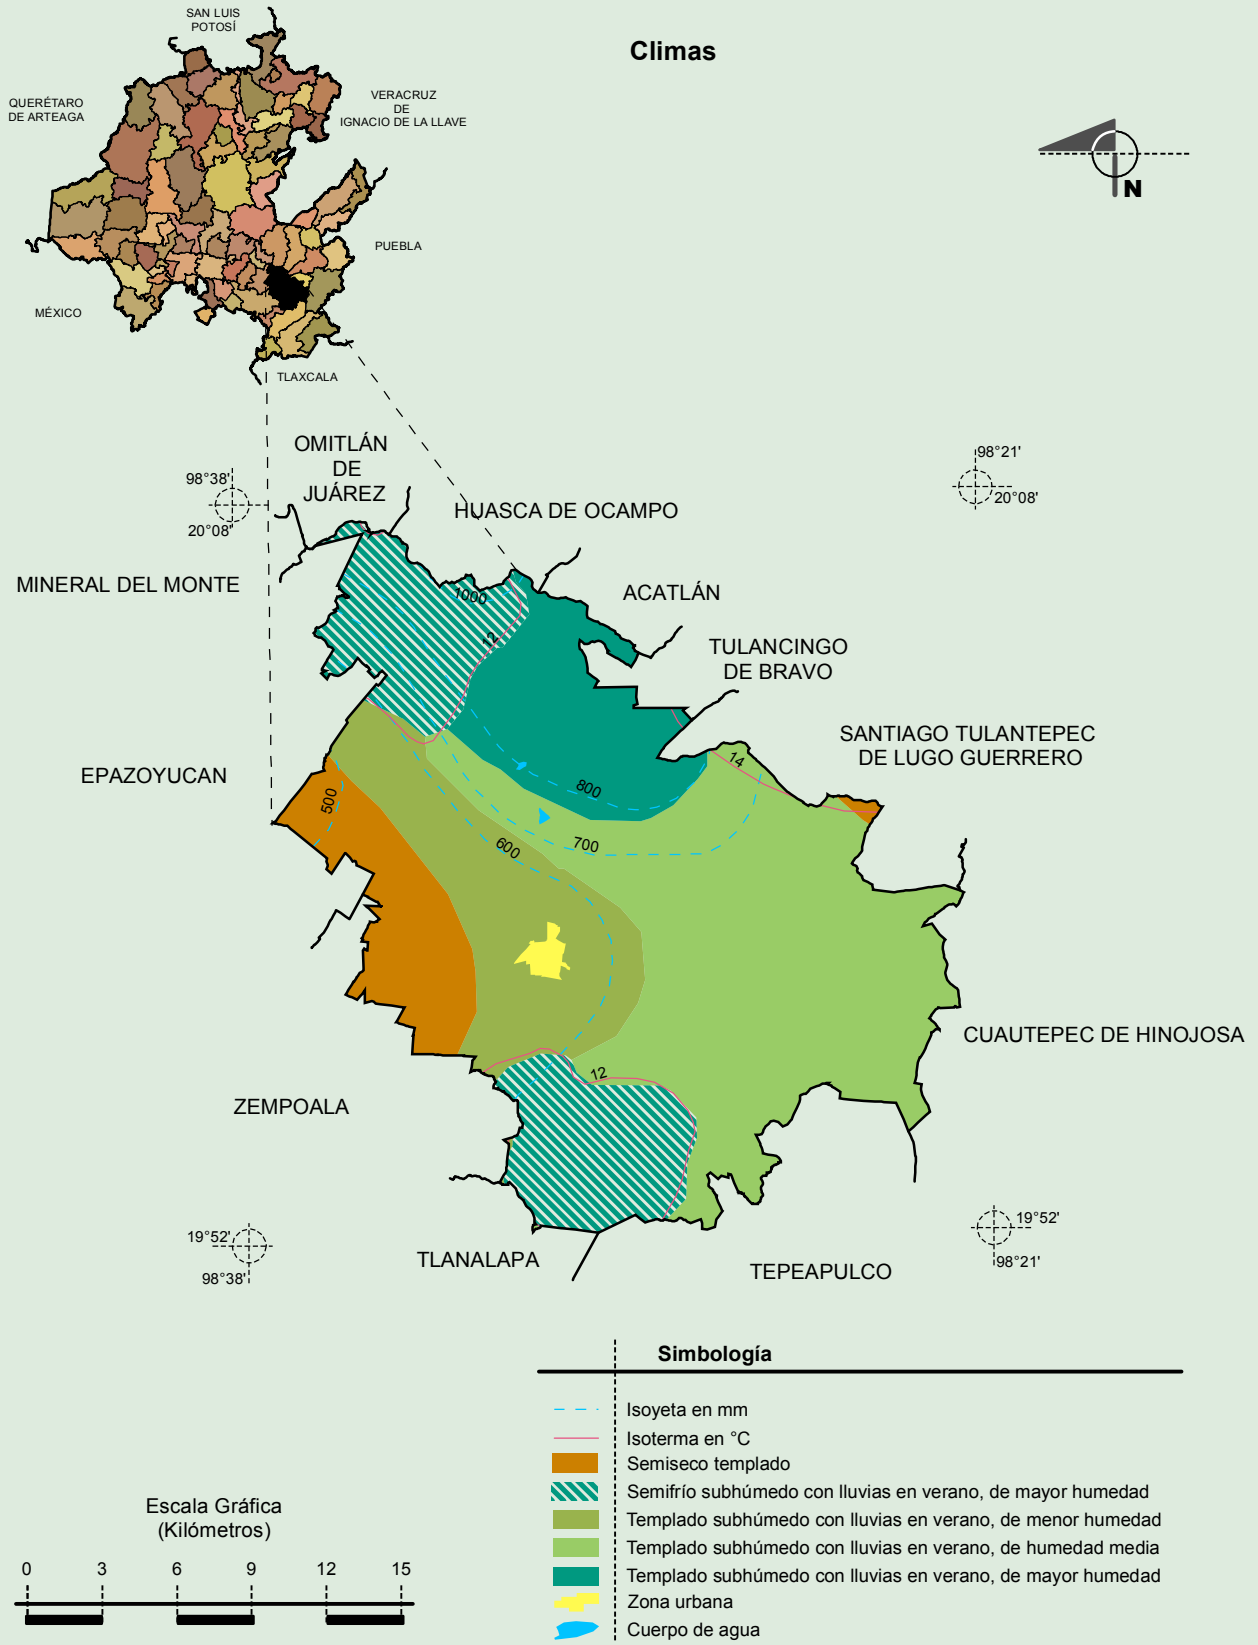 Climas
SAN LUIS
POTOSÍ
QUERÉTARO
DE ARTEAGA
VERACRUZ
DE
IGNACIO DE LA LLAVE
N
PUEBLA
MÉXICO
TLAXCALA
OMITLÁN
DE
JUÁREZ
98°38'
20°08'
98°21'
20°08'
HUASCA DE OCAMPO
MINERAL DEL MONTE
ACATLÁN
1000
12
TULANCINGO
DE BRAVO
SANTIAGO TULANTEPEC
DE LUGO GUERRERO
EPAZOYUCAN
14
800
500
700
600
CUAUTEPEC DE HINOJOSA
12
ZEMPOALA
19°52'
98°38'
19°52'
98°21'
TLANALAPA
TEPEAPULCO
Simbología
Isoyeta en mm
Isoterma en °C
Semiseco templado
Semifrío subhúmedo con lluvias en verano, de mayor humedad
Templado subhúmedo con lluvias en verano, de menor humedad
Templado subhúmedo con lluvias en verano, de humedad media
Templado subhúmedo con lluvias en verano, de mayor humedad
Zona urbana
Cuerpo de agua
Escala Gráfica
(Kilómetros)
0 3 6 9 12 15